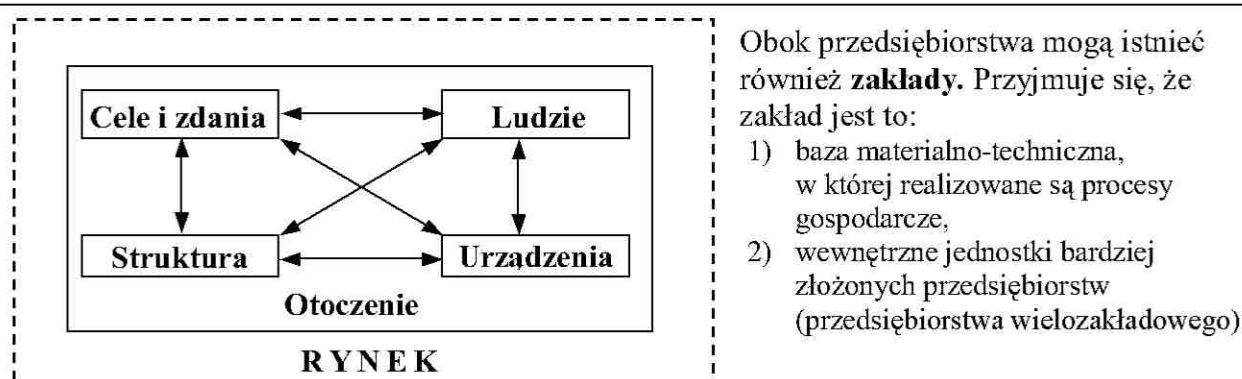 Cele i zdania
Ludzie
Struktura
Urządzenia
Otoczenie
RYNEK
Obok przedsiębiorstwa mogą istnieć
również zakłady. Przyjmuje się, że
zakład jest to:
1) baza materialno-techniczna,
w której realizowane są procesy
gospodarcze,
2) wewnętrzne jednostki bardziej
złożonych przedsiębiorstw
(przedsiębiorstwa wielozakładowego)